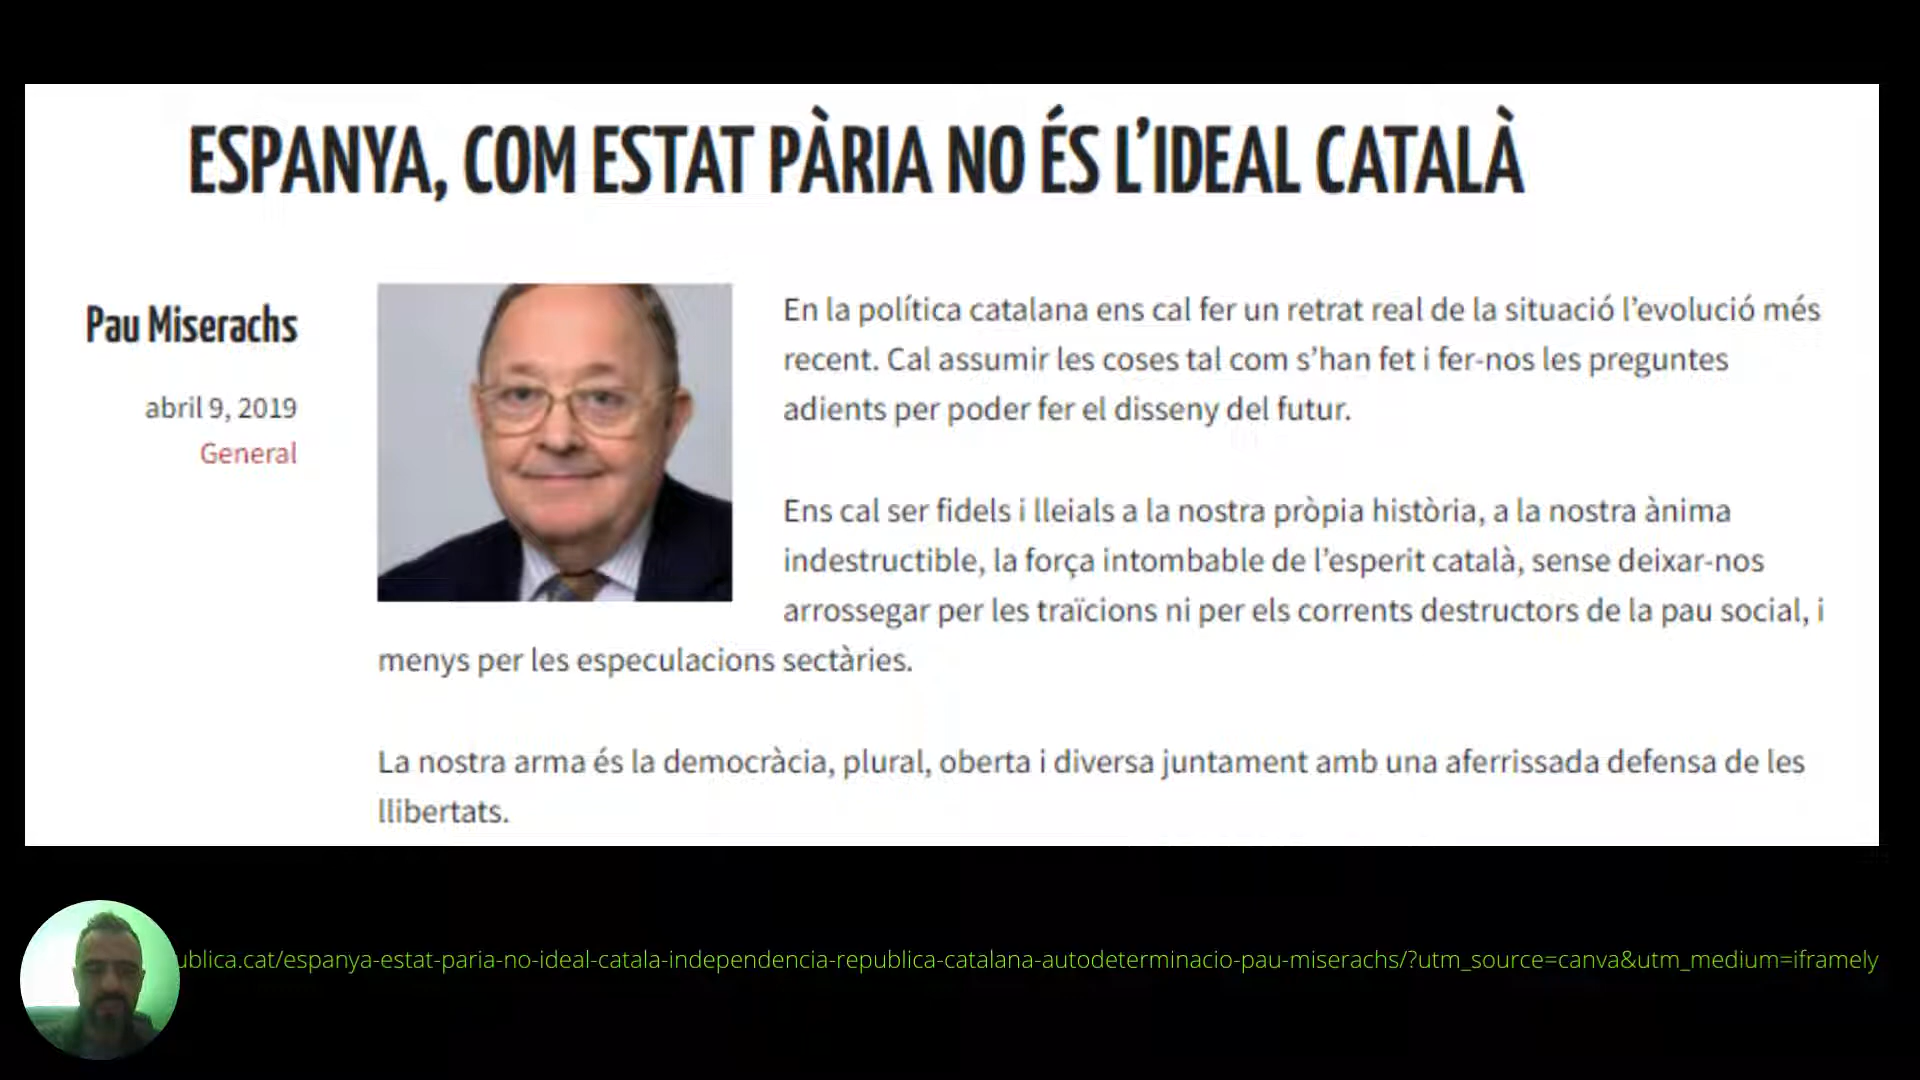 ESPANYA, COM ESTAT PÀRIA NO ÉS L'IDEAL CATALÀ
Pau Miserachs
abril 9, 2019
General
En la política catalana ens cal fer un retrat real de la situació l'evolució més
recent. Cal assumir les coses tal com s'han fet i fer-nos les preguntes
adients per poder fer el disseny del futur.
Ens cal ser fidels i lleials a la nostra pròpia història, a la nostra ànima
indestructible, la força intombable de l'esperit català, sense deixar-nos
arrossegar per les traïcions ni per els corrents destructors de la pau social, i
menys per les especulacions sectàries.
La nostra arma és la democràcia, plural, oberta i diversa juntament amb una aferrissada defensa de les
llibertats.
ublica.cat/espanya-estat-paria-no-ideal-catala-independencia-republica-catalana-autodeterminacio-pau-miserachs/?utm_source=canva&utm_medium=iframely